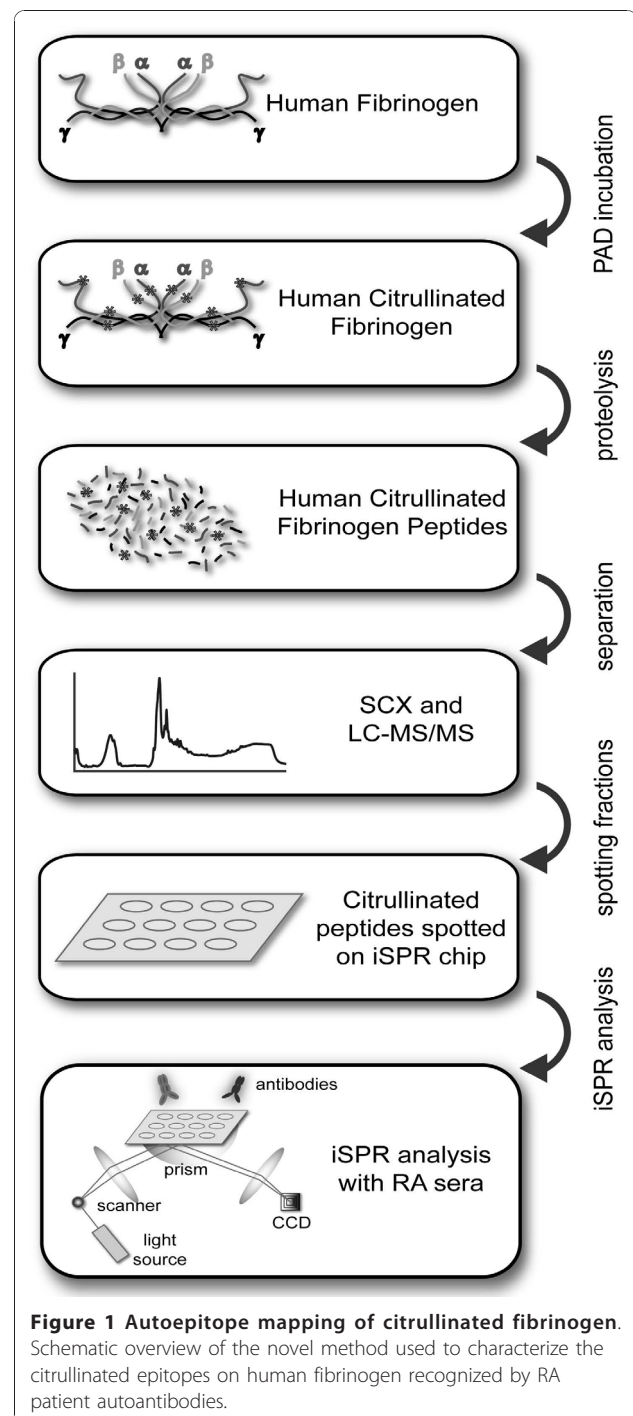 β α α β
γ γ
Human Fibrinogen
PAD incubation
β α α β
γ γ
Human Citrullinated
Fibrinogen
proteolysis
Human Citrullinated
Fibrinogen Peptides
separation
SCX and
LC-MS/MS
spotting fractions
Citrullinated
peptides spotted
on iSPR chip
iSPR analysis
antibodies
prism
scanner
CCD
light
source
iSPR analysis
with RA sera
Figure 1 Autoepitope mapping of citrullinated fibrinogen.
Schematic overview of the novel method used to characterize the
citrullinated epitopes on human fibrinogen recognized by RA
patient autoantibodies.